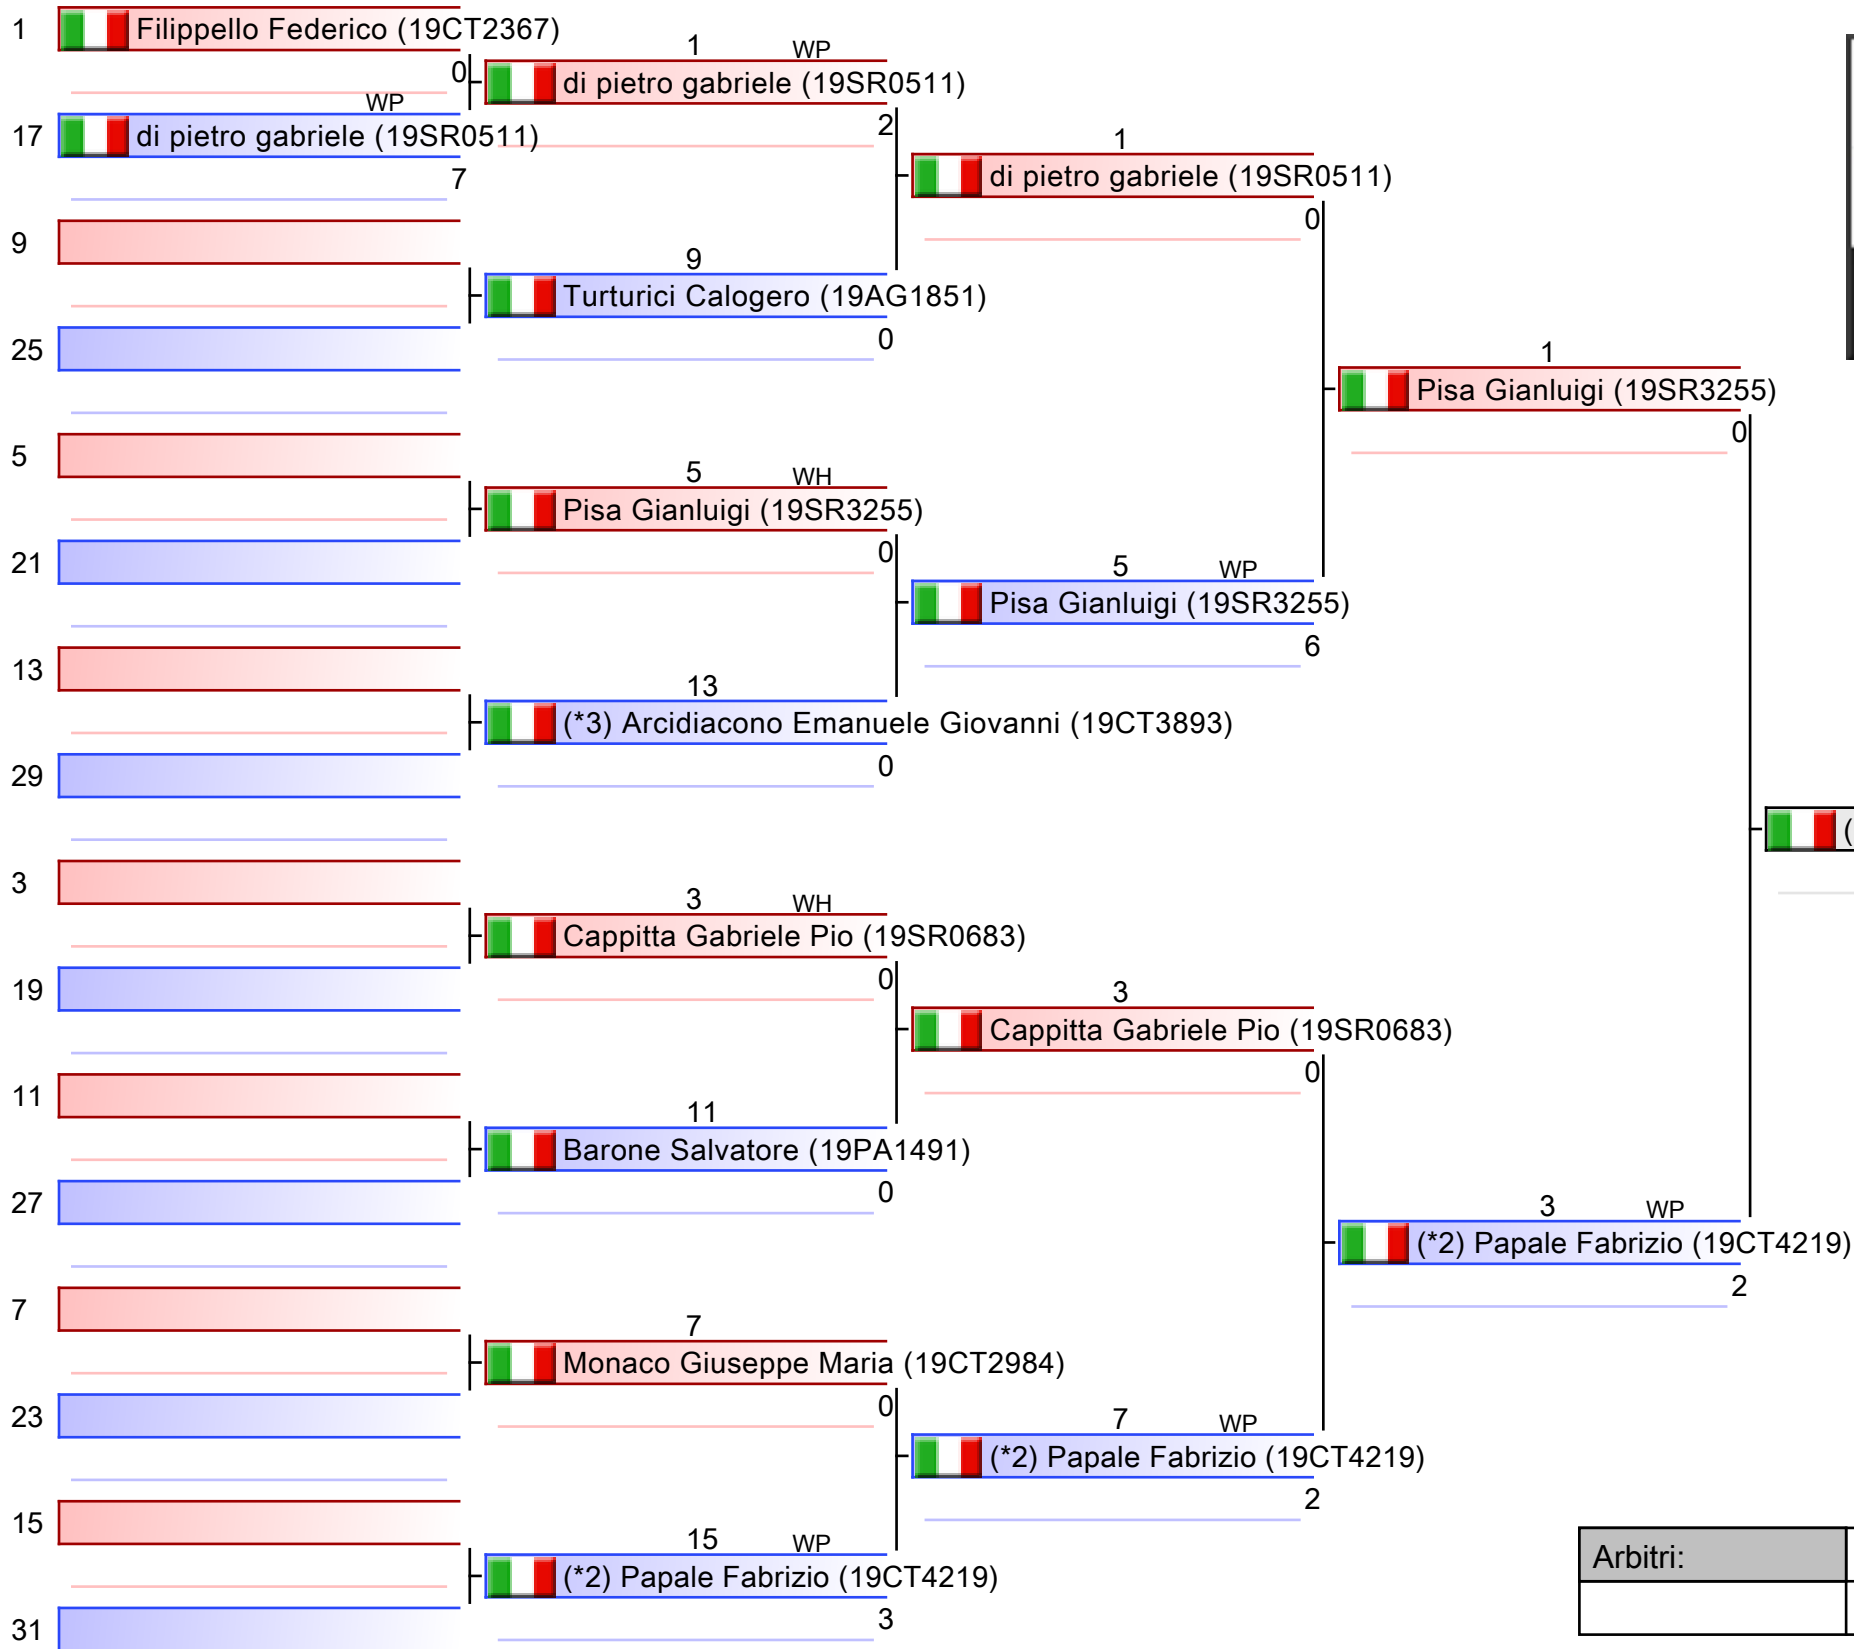 1 Filippello Federico (19CT2367)
0
WP
17 di pietro gabriele (19SR0511)
7
9
25
5
21
13
29
3
19
11
27
7
23
15
31
1 WP
di pietro gabriele (19SR0511)
2
9
Turturici Calogero (19AG1851)
0
5 WH
Pisa Gianluigi (19SR3255)
0
13
(*3) Arcidiacono Emanuele Giovanni (19CT3893)
0
3 WH
Cappitta Gabriele Pio (19SR0683)
0
11
Barone Salvatore (19PA1491)
0
7
Monaco Giuseppe Maria (19CT2984)
0
15 WP
(*2) Papale Fabrizio (19CT4219)
3
1
di pietro gabriele (19SR0511)
0
5 WP
Pisa Gianluigi (19SR3255)
6
3
Cappitta Gabriele Pio (19SR0683)
0
7 WP
(*2) Papale Fabrizio (19CT4219)
2
1
Pisa Gianluigi (19SR3255)
0
3 WP
(*2) Papale Fabrizio (19CT4219)
2
(
Arbitri: